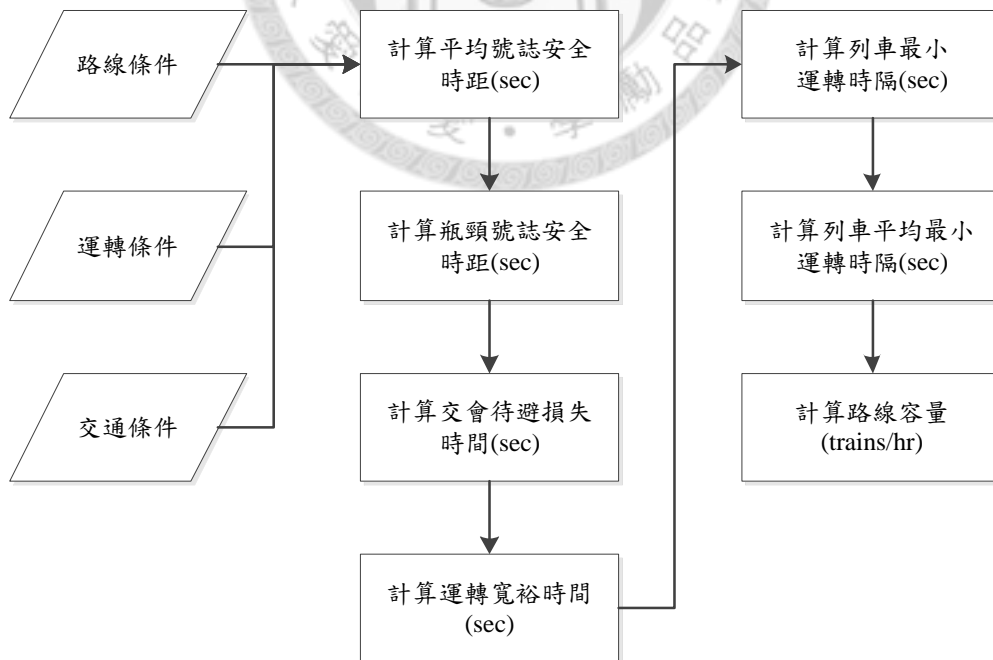 路線條件
運轉條件
交通條件
計算平均號誌安全
時距(sec)
計算瓶頸號誌安全
時距(sec)
計算交會待避損失
時間(sec)
計算運轉寬裕時間
(sec)
計算列車最小
運轉時隔(sec)
計算列車平均最小
運轉時隔(sec)
計算路線容量
(trains/hr)
愛 • 學 勵 品